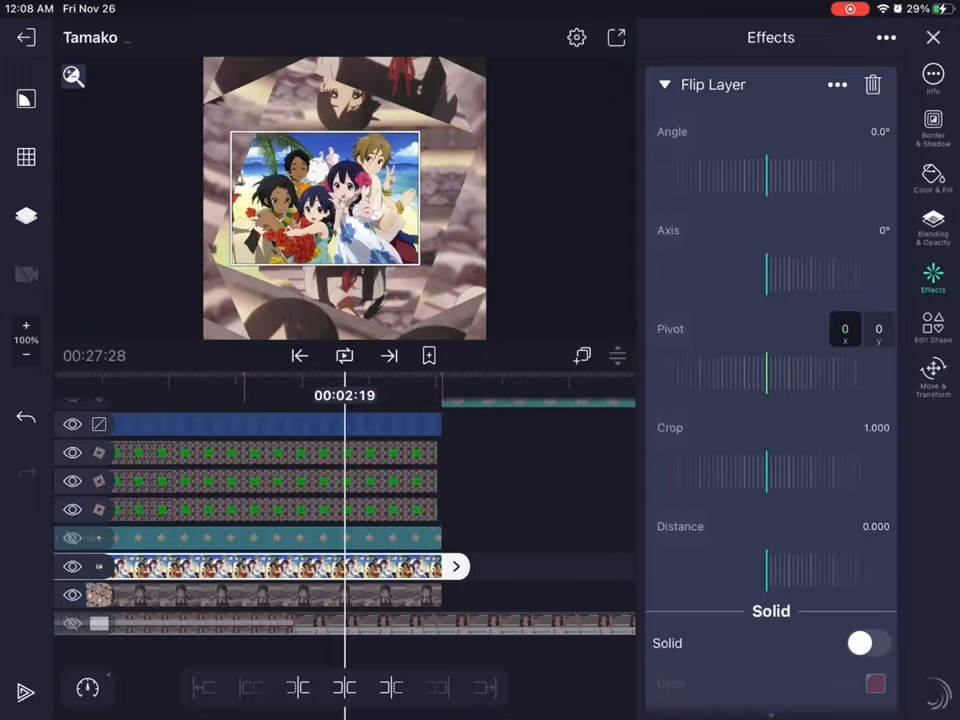 12:08 AM Fri Nov 26
29%
Tamako
Effects
Flip Layer
Info
Angle
0.0°
Border
& Shadow
Color & Fill
Axis
0°
Blending
& Opacity
Effects
Pivot
0
0
x
y
Edit Shape
+
100%
−
00:27:28
00:02:19
Move &
Transform
Crop
1.000
Distance
0.000
Solid
Solid
Color